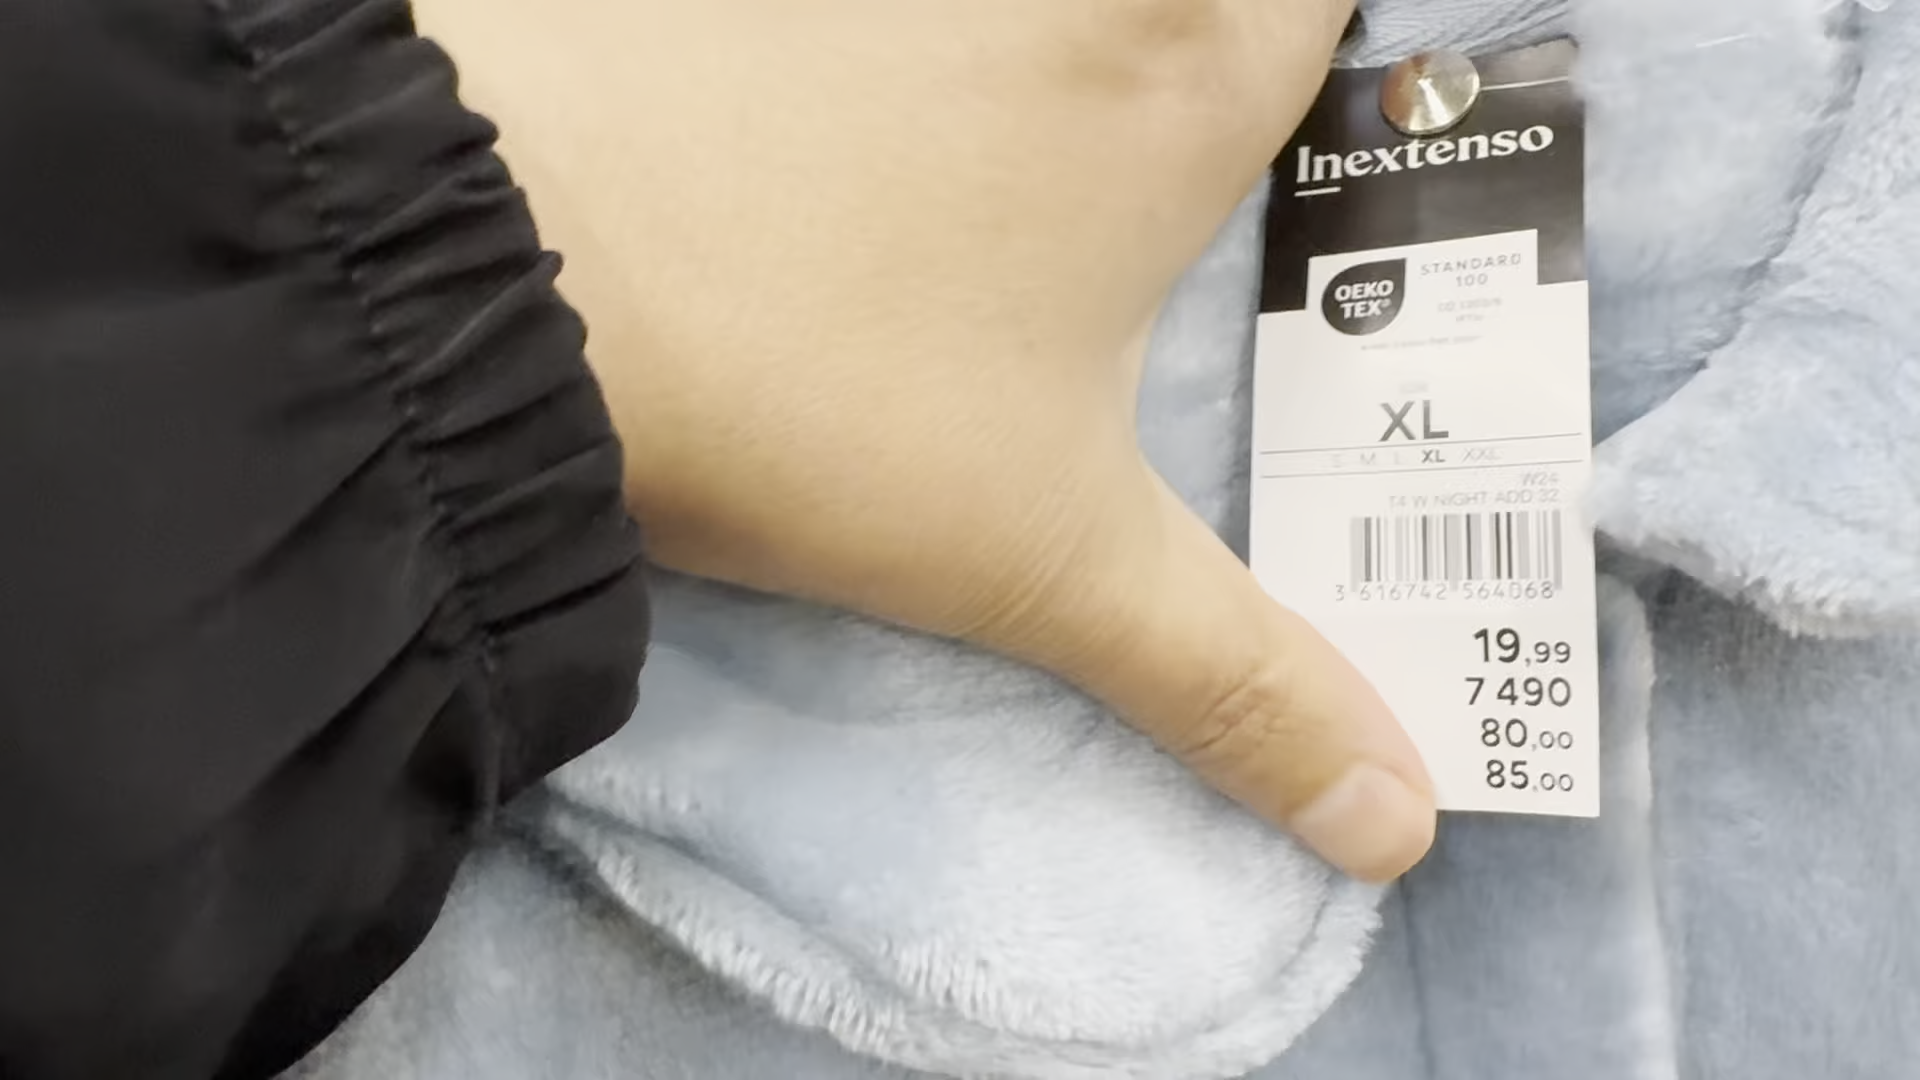 Inextenso
OEKO
TEX®
STANDARD
100
XL
S M L XL XXL
W24
T4 W NIGHT ADD 32
3 616742 564068
19,99
7 490
80,00
85,00